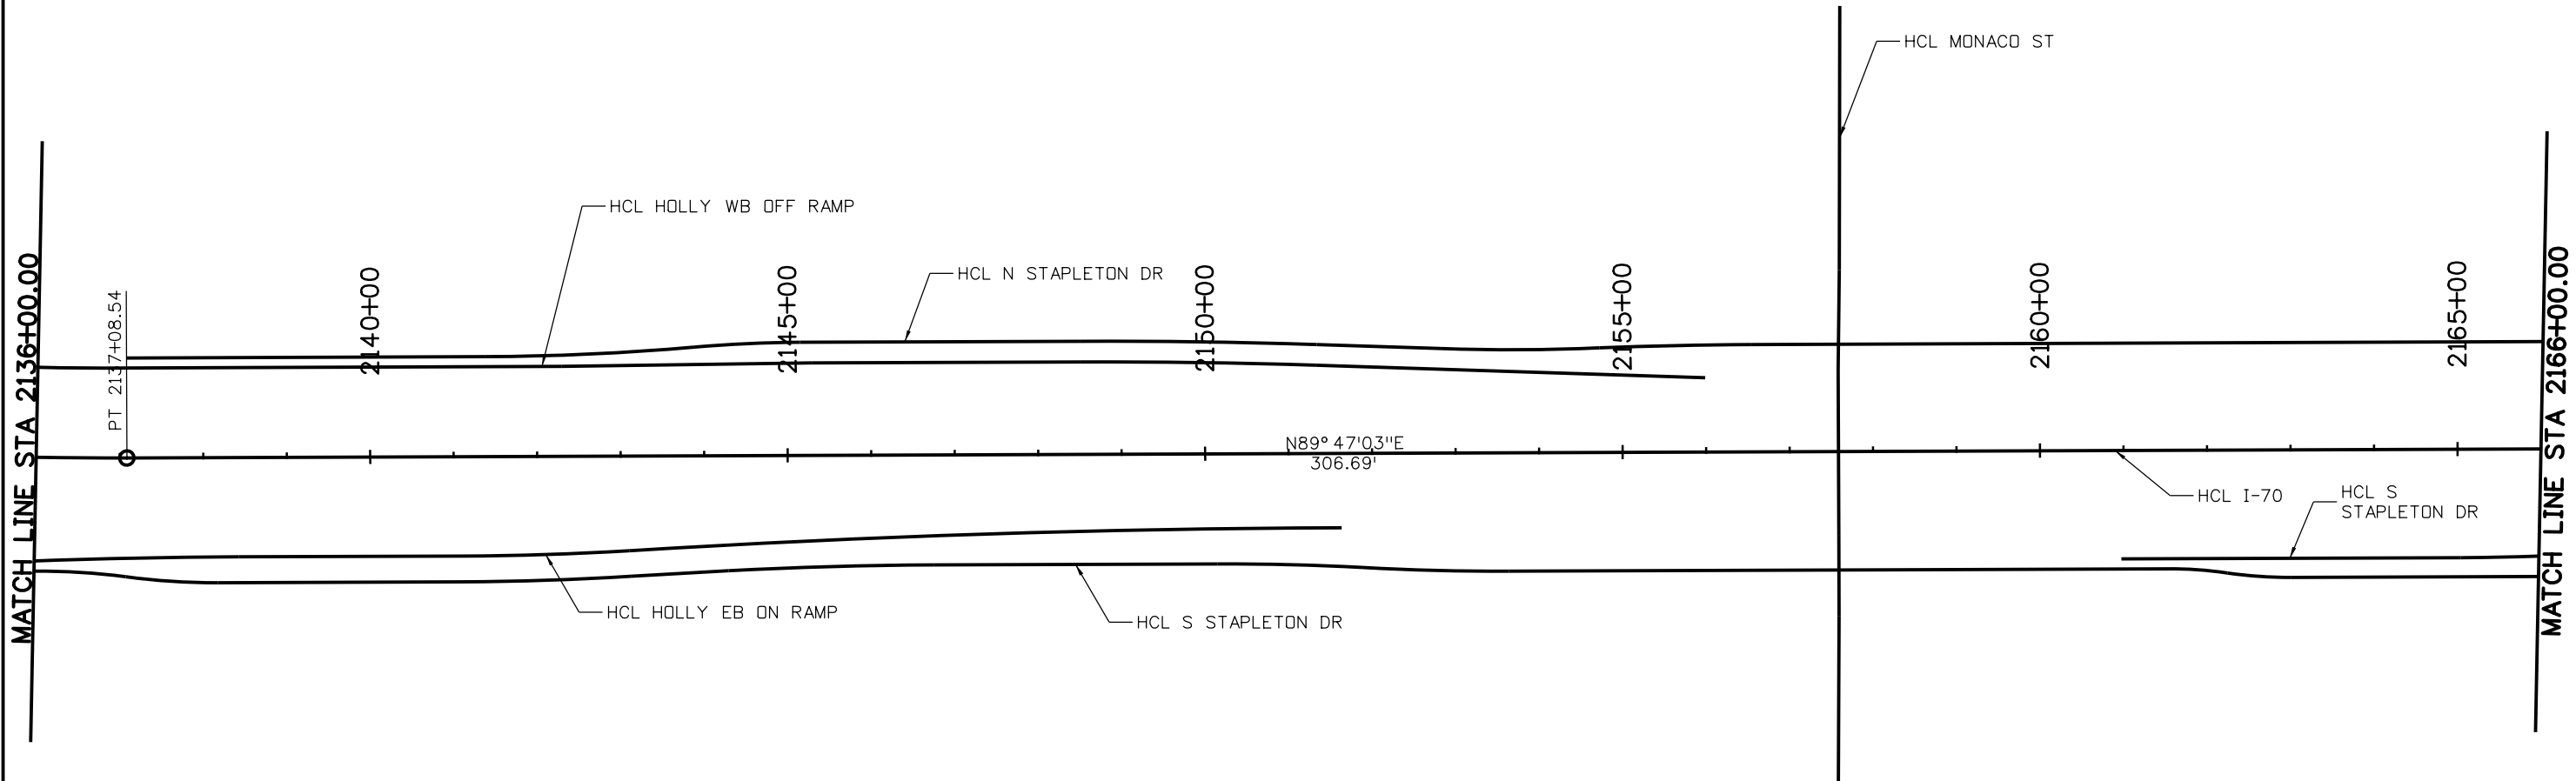 HCL MONACO ST
HCL HOLLY WB OFF RAMP
HCL N STAPLETON DR
MATCH LINE STA 2136+00.00
PT 2137+08.54
2140+00
2145+00
2150+00
2155+00
2160+00
2165+00
MATCH LINE STA 2166+00.00
N89°47'03"E
306.69'
HCL I-70
HCL S
STAPLETON DR
HCL HOLLY EB ON RAMP
HCL S STAPLETON DR